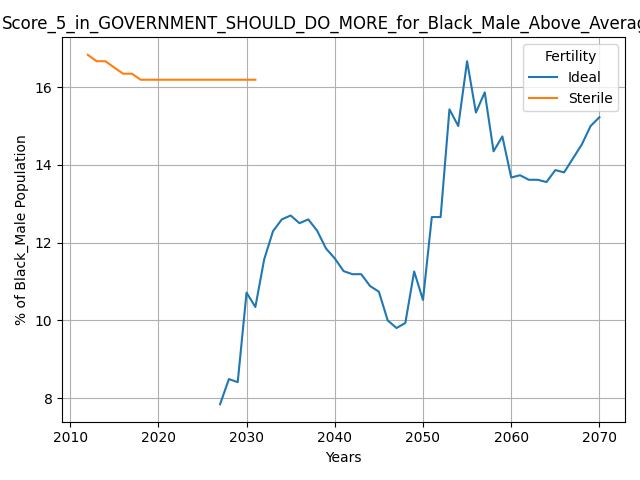 Score_5_in_GOVERNMENT_SHOULD_DO_MORE_for_Black_Male_Above_Averag
Fertility
Ideal
Sterile
% of Black_Male Population
16
14
12
10
8
2010 2020 2030 2040 2050 2060 2070
Years